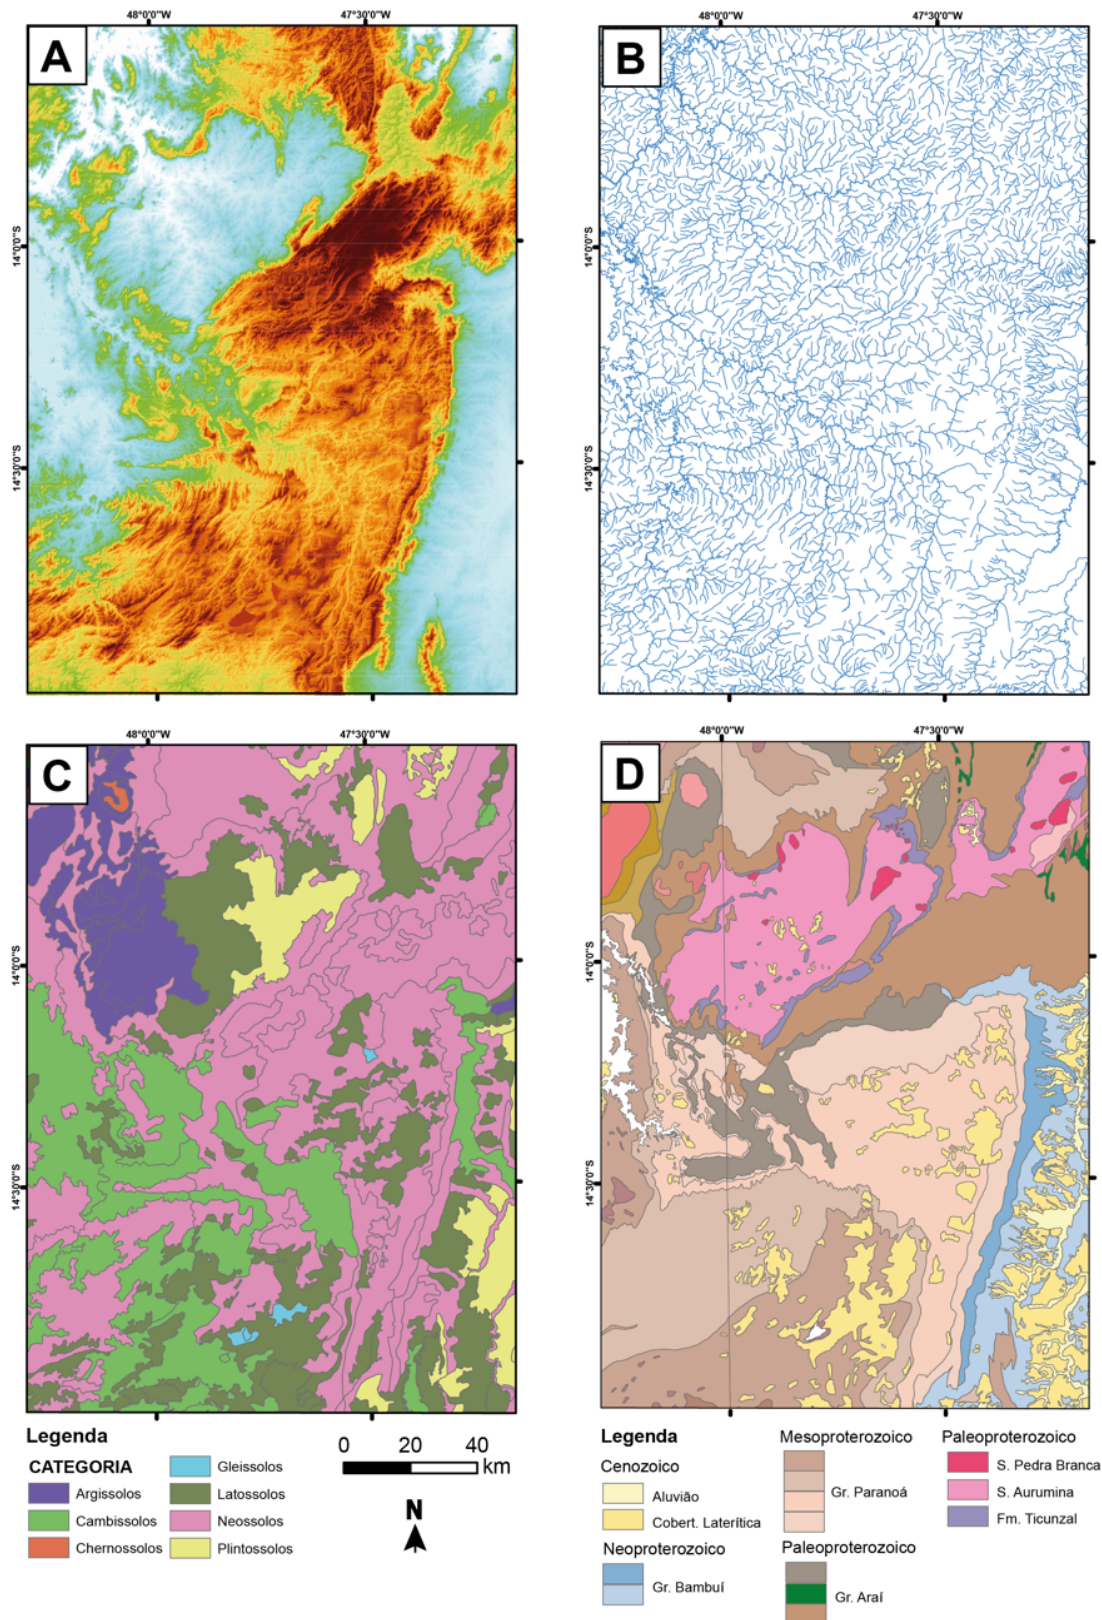 48°0'0"W
47°30'0"W
48°0'0"W
47°30'0"W
A
B
14°0'0"S
14°0'0"S
14°30'0"S
14°30'0"S
48°0'0"W
47°30'0"W
48°0'0"W
47°30'0"W
C
D
14°0'0"S
14°0'0"S
14°30'0"S
14°30'0"S
Legenda
CATEGORIA
Argissolos
Cambissolos
Chernossolos
Gleissolos
Latossolos
Neossolos
Plintossolos
0 20 40
km
N
Legenda
Cenozoico
Aluvião
Cobert. Laterítica
Neoproterozoico
Gr. Bambuí
Mesoproterozoico
Gr. Paranoá
Paleoproterozoico
Gr. Araí
Paleoproterozoico
S. Pedra Branca
S. Aurumina
Fm. Ticunzal